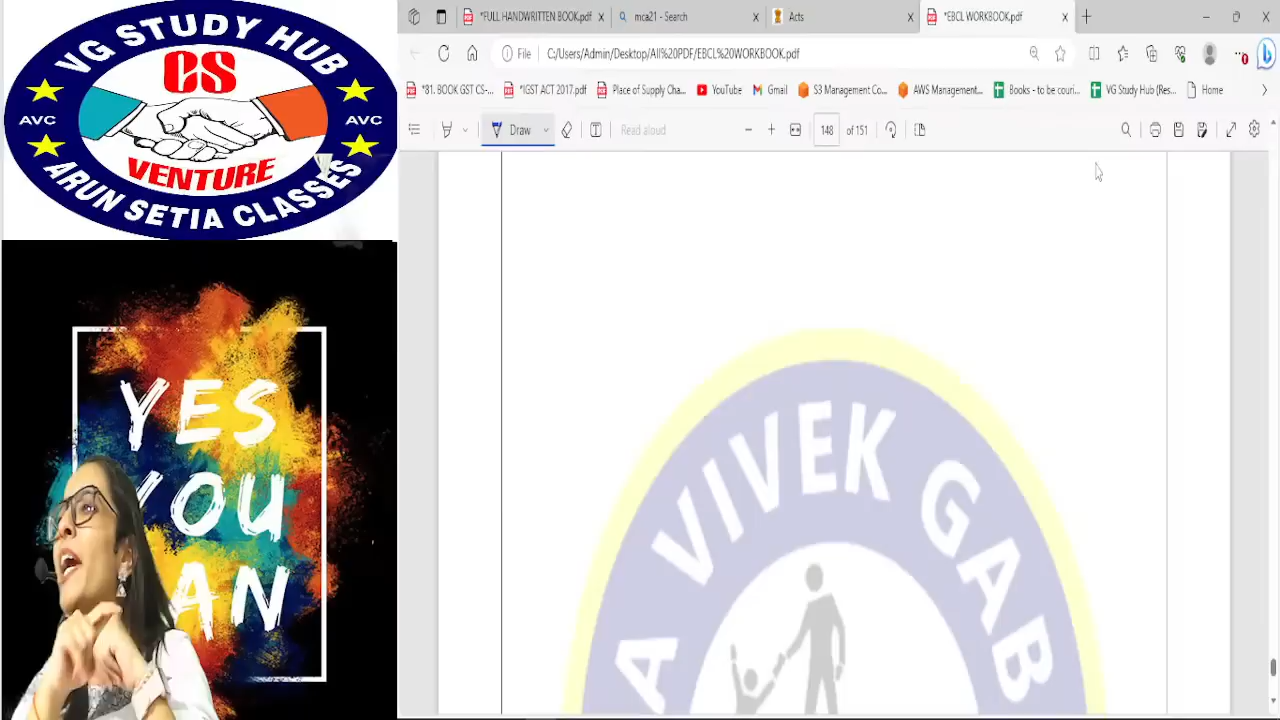 VG STUDY HUB
CS
AVC
AVC
VENTURE
ARUN SETIA CLASSES
YES
YOU
AN
*FULL HANDWRITTEN BOOK.pdf
mca21 - Search
Acts
*EBCL WORKBOOK.pdf
File
C:/Users/Admin/Desktop/All%20PDF/EBCL%20WORKBOOK.pdf
*81. BOOK GST CS-...
*IGST ACT 2017.pdf
Place of Supply Cha...
YouTube
Gmail
S3 Management Co...
AWS Management...
Books - to be couri...
VG Study Hub (Res...
Home
Draw
Read aloud
148
of 151
A VIVEK GAB